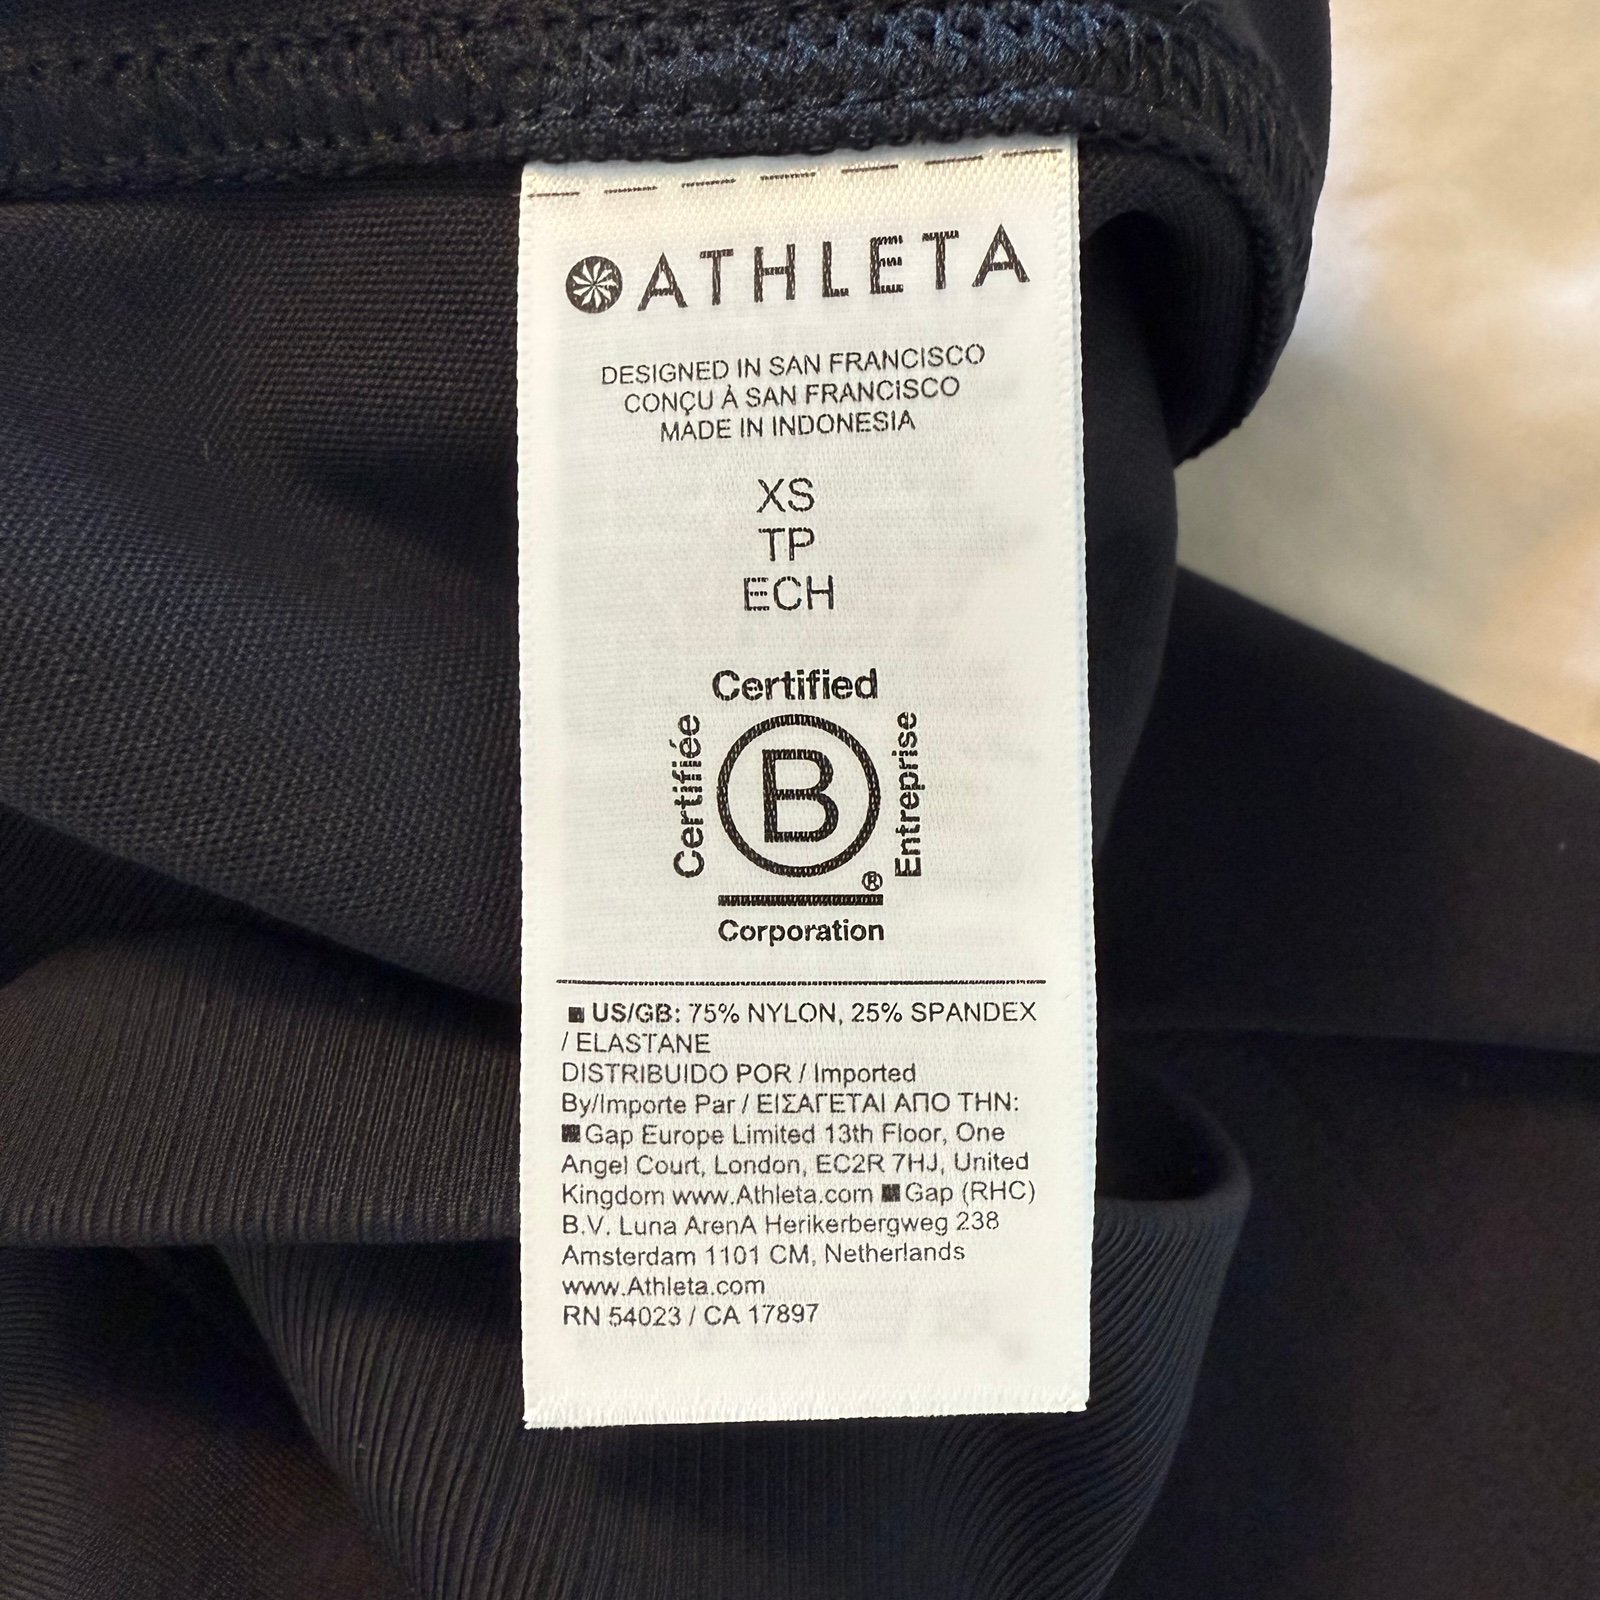 ATHLETA
DESIGNED IN SAN FRANCISCO
CONÇU À SAN FRANCISCO
MADE IN INDONESIA
XS
TP
ECH
Certified
Certifiée
B
Entreprise
®
Corporation
US/GB: 75% NYLON, 25% SPANDEX
/ ELASTANE
DISTRIBUIDO POR / Imported
By/Importe Par / ΕΙΣΑΓΕΤΑΙ ΑΠΟ ΤΗΝ:
Gap Europe Limited 13th Floor, One
Angel Court, London, EC2R 7HJ, United
Kingdom www.Athleta.com Gap (RHC)
B.V. Luna ArenA Herikerbergweg 238
Amsterdam 1101 CM, Netherlands
www.Athleta.com
RN 54023 / CA 17897